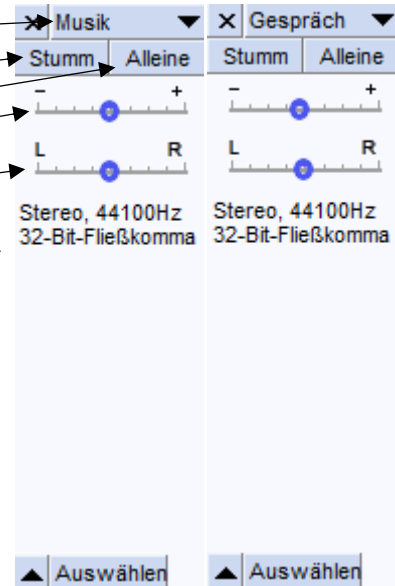 × Musik ▼
Stumm Alleine
– +
L R
Stereo, 44100Hz
32-Bit-Fließkomma
▲ Auswählen
× Gespräch ▼
Stumm Alleine
– +
L R
Stereo, 44100Hz
32-Bit-Fließkomma
▲ Auswählen